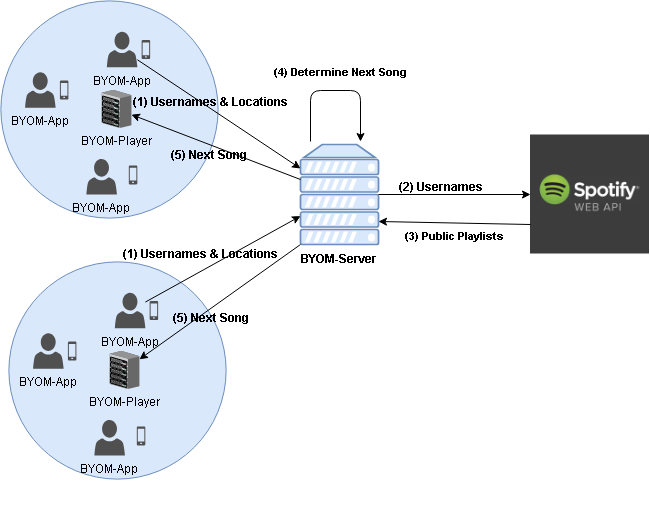 (4) Determine Next Song
BYOM-App
BYOM-App
(1) Usernames & Locations
BYOM-Player
(5) Next Song
BYOM-App
(2) Usernames
Spotify
WEB API
(3) Public Playlists
(1) Usernames & Locations
BYOM-Server
(5) Next Song
BYOM-App
BYOM-App
BYOM-Player
BYOM-App